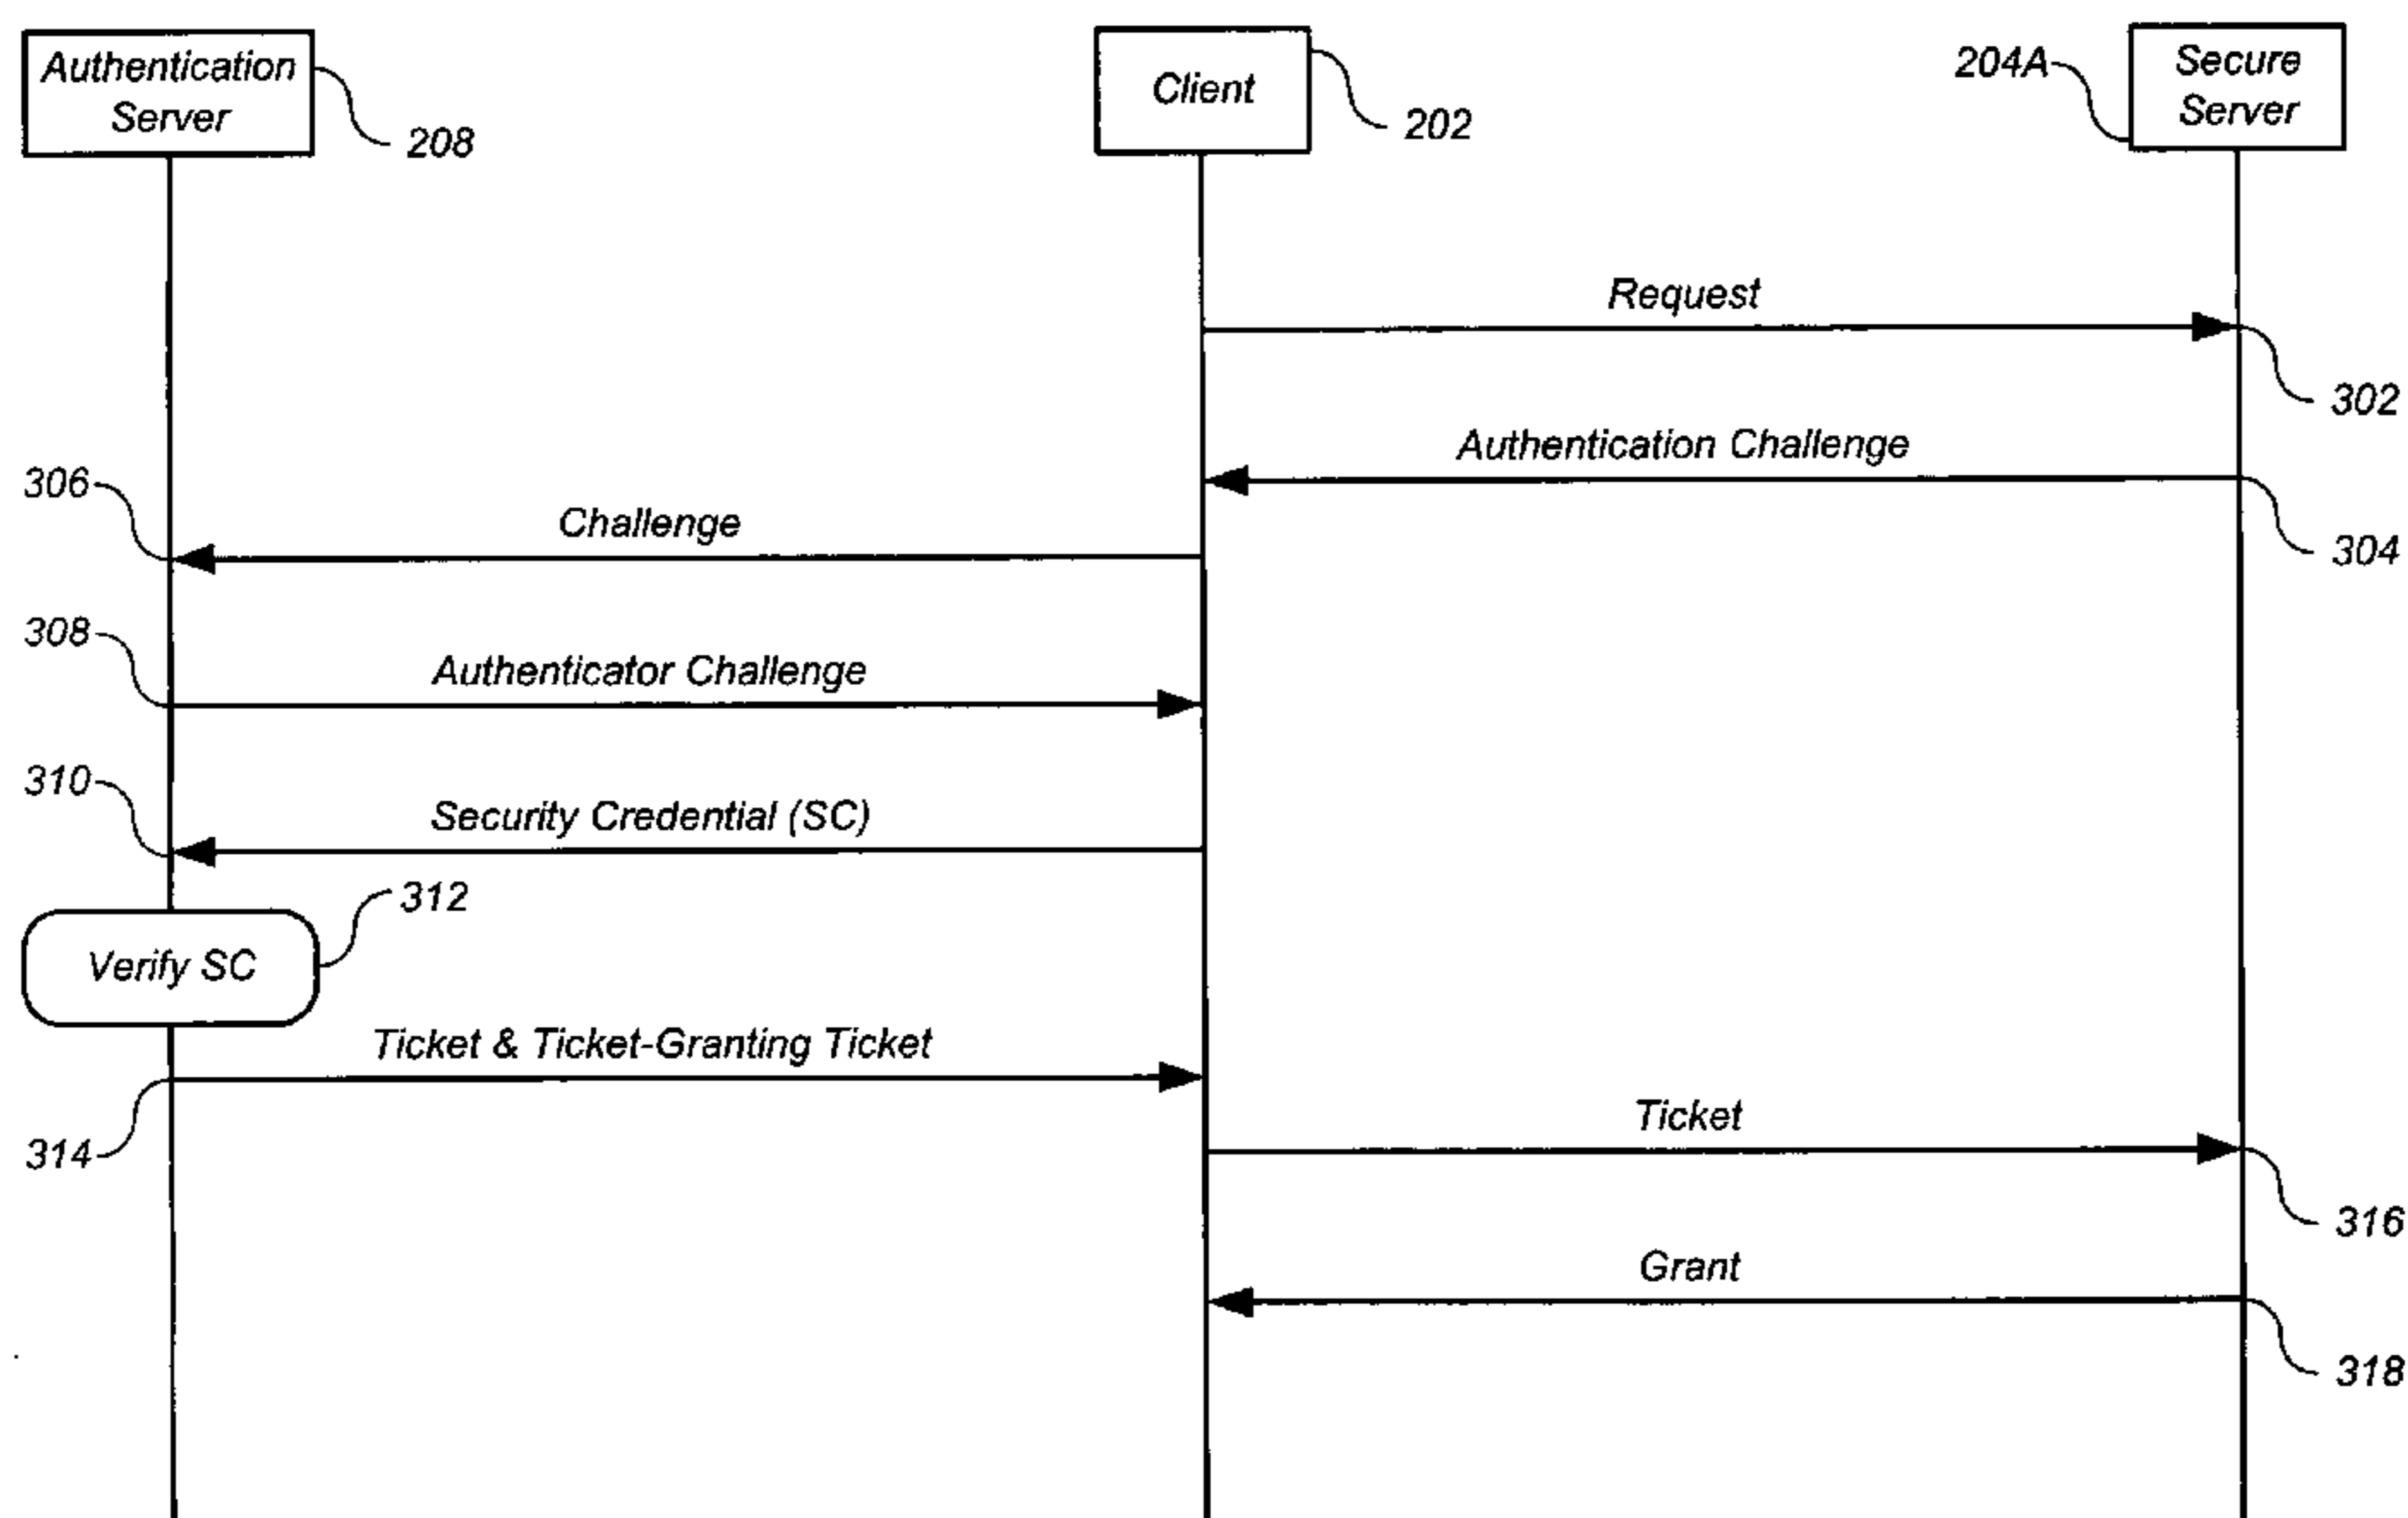 Authentication
Server
208
Client
202
204A
Secure
Server
Request
302
Authentication Challenge
304
306
Challenge
308
Authenticator Challenge
310
Security Credential (SC)
312
Verify SC
Ticket & Ticket-Granting Ticket
314
Ticket
316
Grant
318